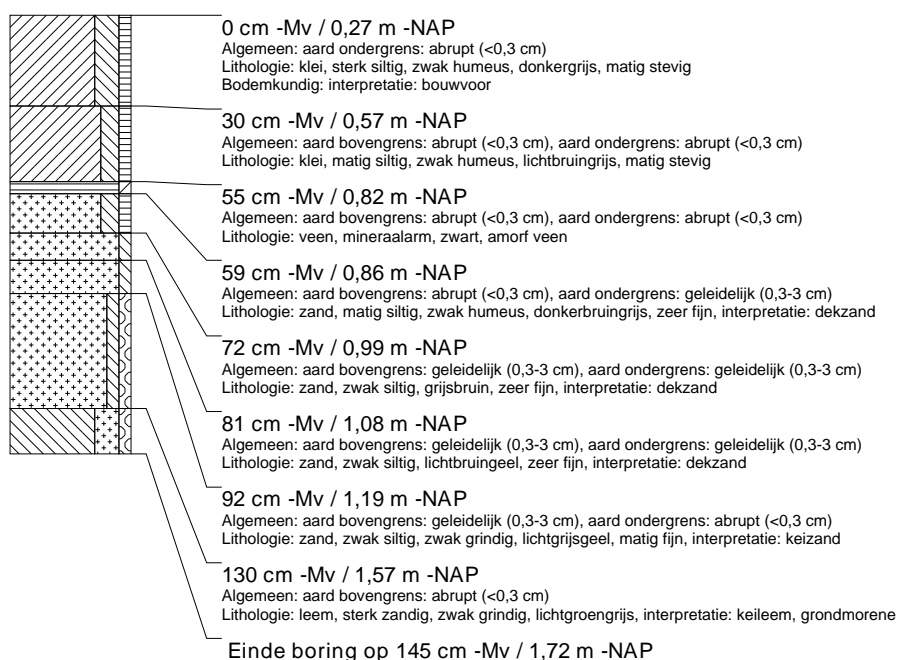 0 cm -Mv / 0,27 m -NAP
Algemeen: aard ondergrens: abrupt (<0,3 cm)
Lithologie: klei, sterk siltig, zwak humeus, donkergrijs, matig stevig
Bodemkundig: interpretatie: bouwvoor
30 cm -Mv / 0,57 m -NAP
Algemeen: aard bovengrens: abrupt (<0,3 cm), aard ondergrens: abrupt (<0,3 cm)
Lithologie: klei, matig siltig, zwak humeus, lichtbruingrijs, matig stevig
55 cm -Mv / 0,82 m -NAP
Algemeen: aard bovengrens: abrupt (<0,3 cm), aard ondergrens: abrupt (<0,3 cm)
Lithologie: veen, mineraalarm, zwart, amorf veen
59 cm -Mv / 0,86 m -NAP
Algemeen: aard bovengrens: abrupt (<0,3 cm), aard ondergrens: geleidelijk (0,3-3 cm)
Lithologie: zand, matig siltig, zwak humeus, donkerbruingrijs, zeer fijn, interpretatie: dekzand
72 cm -Mv / 0,99 m -NAP
Algemeen: aard bovengrens: geleidelijk (0,3-3 cm), aard ondergrens: geleidelijk (0,3-3 cm)
Lithologie: zand, zwak siltig, grijsbruin, zeer fijn, interpretatie: dekzand
81 cm -Mv / 1,08 m -NAP
Algemeen: aard bovengrens: geleidelijk (0,3-3 cm), aard ondergrens: geleidelijk (0,3-3 cm)
Lithologie: zand, zwak siltig, lichtbruingeel, zeer fijn, interpretatie: dekzand
92 cm -Mv / 1,19 m -NAP
Algemeen: aard bovengrens: geleidelijk (0,3-3 cm), aard ondergrens: abrupt (<0,3 cm)
Lithologie: zand, zwak siltig, zwak grindig, lichtgrijsgeel, matig fijn, interpretatie: keizand
130 cm -Mv / 1,57 m -NAP
Algemeen: aard bovengrens: abrupt (<0,3 cm)
Lithologie: leem, sterk zandig, zwak grindig, lichtgroengrijs, interpretatie: keileem, grondmorene
Einde boring op 145 cm -Mv / 1,72 m -NAP